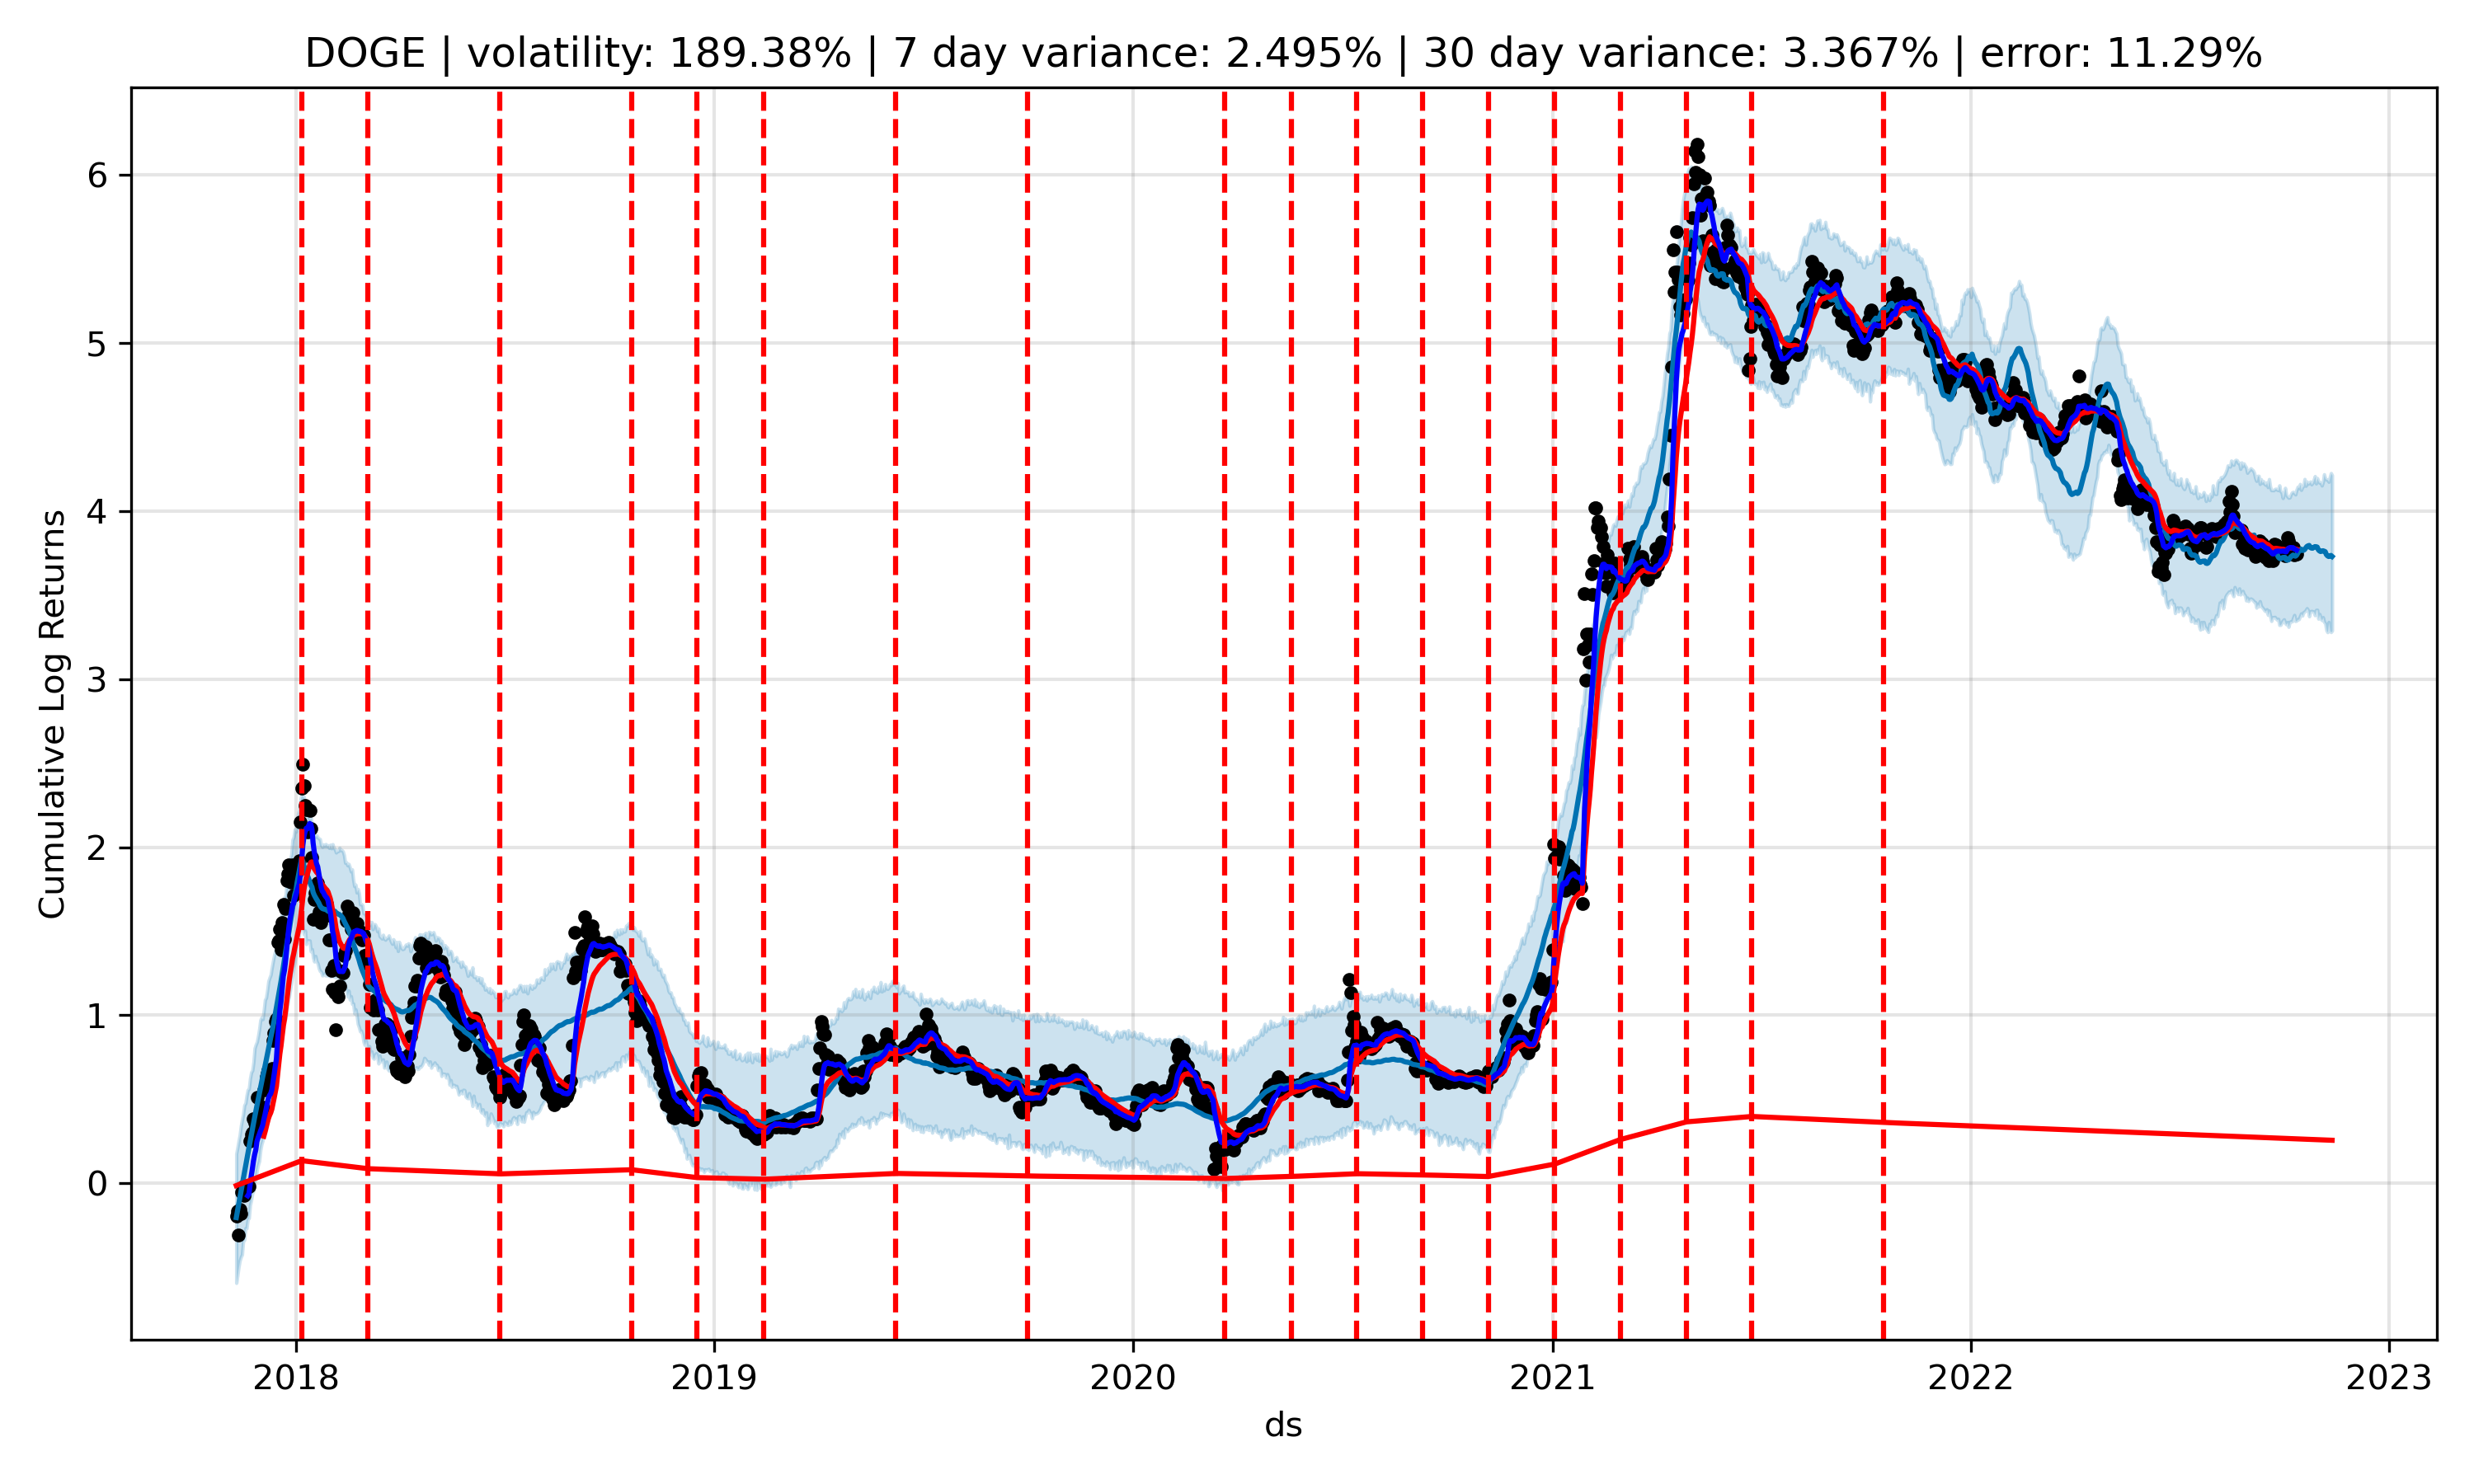 DOGE | volatility: 189.38% | 7 day variance: 2.495% | 30 day variance: 3.367% | error: 11.29%
Cumulative Log Returns
6
5
4
3
2
1
0
2018 2019 2020 2021 2022 2023
ds